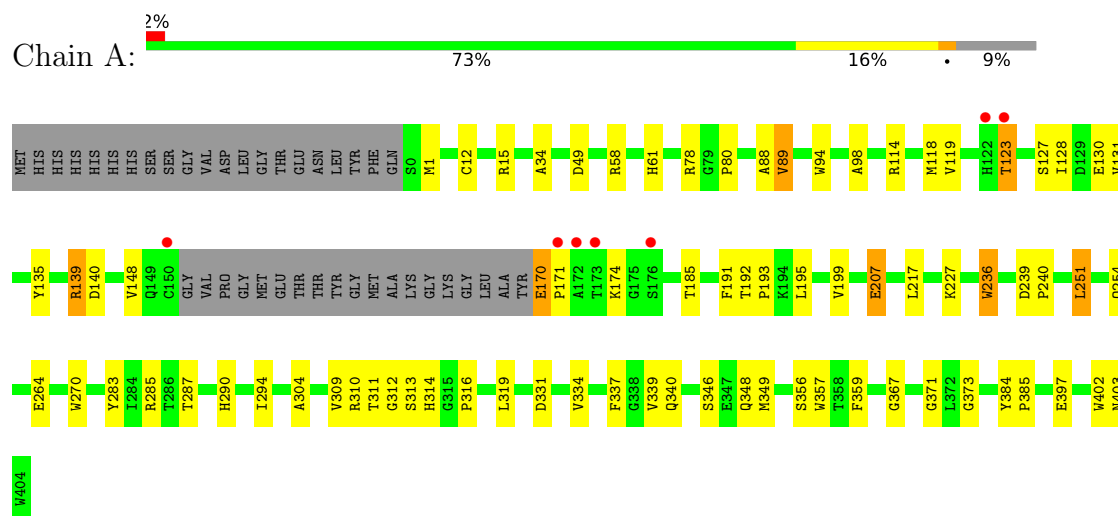 2%
Chain A:
73% 16% • 9%
MET HIS HIS HIS HIS HIS HIS SER SER GLY VAL ASP LEU GLY THR GLU ASN LEU TYR PHE GLN S0 M1 C12 R15 A34 D49 R58 H61 R78 G79 P80 A88 V89 W94 A98 R114 M118 V119 H122 T123 S127 I128 D129 E130
Y135 R139 D140 V148 Q149 C150 GLY VAL PRO GLY MET GLU THR THR TYR GLY MET ALA LYS GLY LYS GLY LEU ALA TYR E170 P171 A172 T173 K174 G175 S176 T185 F191 T192 P193 K194 L195 V199 E207 L217 K227 W236 D239 P240 L251
E264 W270 Y283 I284 R285 T286 T287 H290 I294 A304 V309 R310 T311 G312 S313 H314 G315 P316 L319 D331 V334 F337 G338 V339 Q340 S346 E347 Q348 M349 S356 W357 T358 F359 G367 G371 L372 G373 Y384 P385 E397 W402
W404